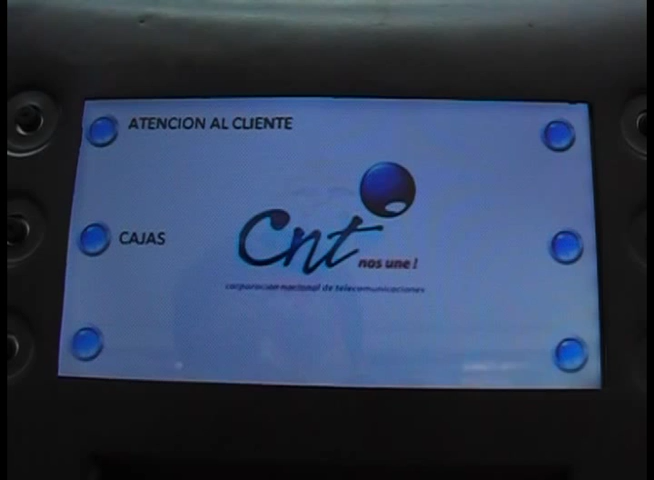 ATENCION AL CLIENTE
Cnt
nos une!
CAJAS
corporación nacional de telecomunicaciones